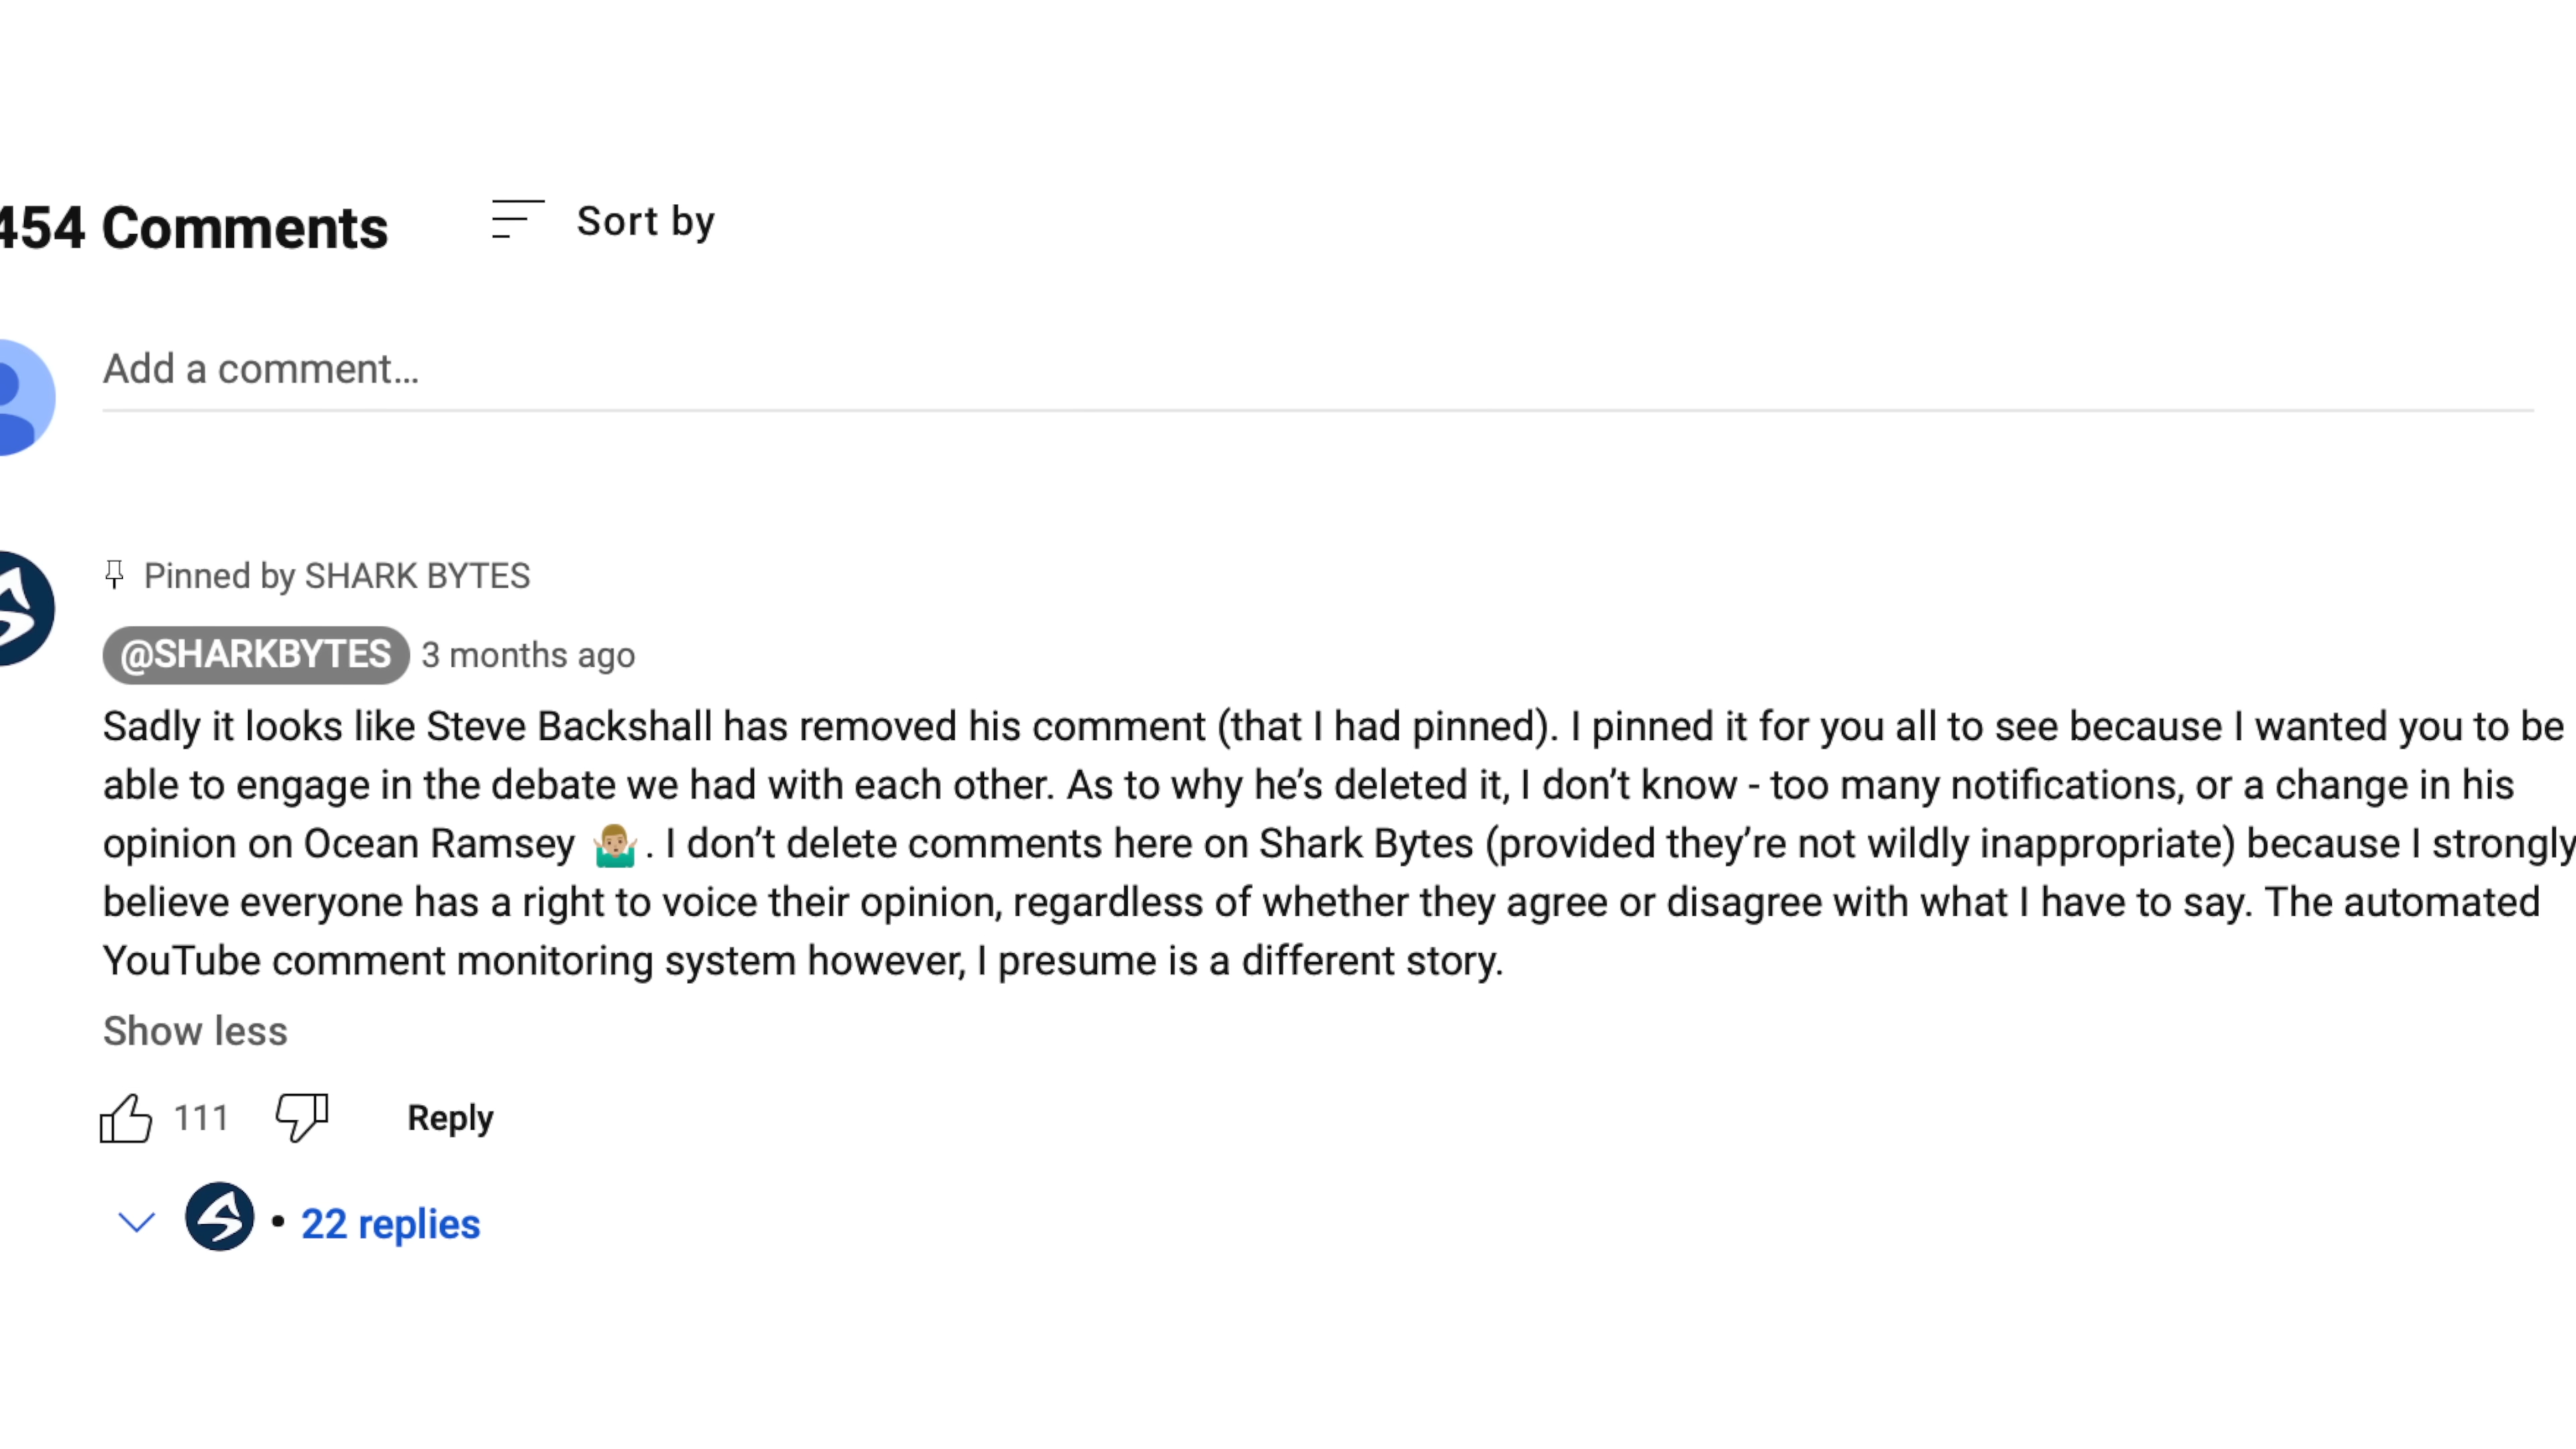 454 Comments
Sort by
Add a comment...
Pinned by SHARK BYTES
@SHARKBYTES 3 months ago
Sadly it looks like Steve Backshall has removed his comment (that I had pinned). I pinned it for you all to see because I wanted you to be
able to engage in the debate we had with each other. As to why he's deleted it, I don't know - too many notifications, or a change in his
opinion on Ocean Ramsey 🤷🏼‍♂️. I don't delete comments here on Shark Bytes (provided they're not wildly inappropriate) because I strongly
believe everyone has a right to voice their opinion, regardless of whether they agree or disagree with what I have to say. The automated
YouTube comment monitoring system however, I presume is a different story.
Show less
111
Reply
• 22 replies